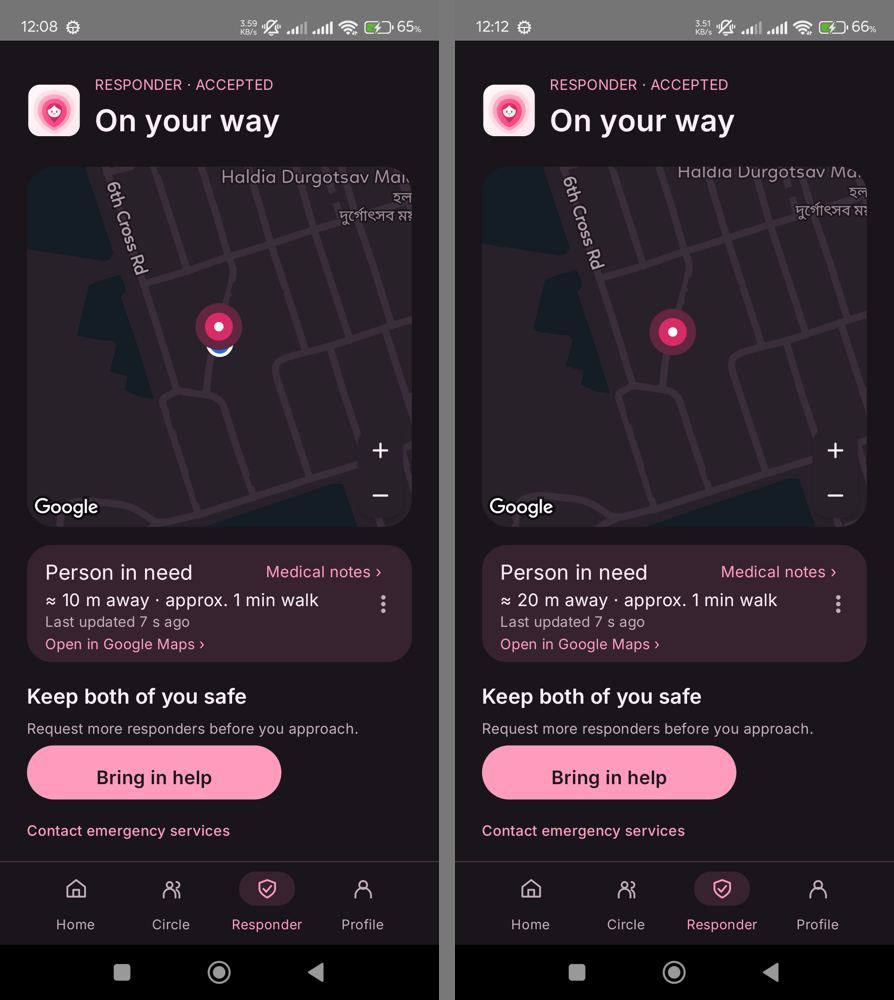 12:08
3.59
KB/s
65%
RESPONDER · ACCEPTED
On your way
Haldia Durgotsav
6th Cross Rd
দুর্গোৎসব
Google
+
−
Person in need
Medical notes ›
≈ 10 m away · approx. 1 min walk
Last updated 7 s ago
Open in Google Maps ›
Keep both of you safe
Request more responders before you approach.
Bring in help
Contact emergency services
Home
Circle
Responder
Profile
12:12
3.51
KB/s
66%
RESPONDER · ACCEPTED
On your way
Haldia Durgotsav
6th Cross Rd
দুর্গোৎসব
Google
+
−
Person in need
Medical notes ›
≈ 20 m away · approx. 1 min walk
Last updated 7 s ago
Open in Google Maps ›
Keep both of you safe
Request more responders before you approach.
Bring in help
Contact emergency services
Home
Circle
Responder
Profile